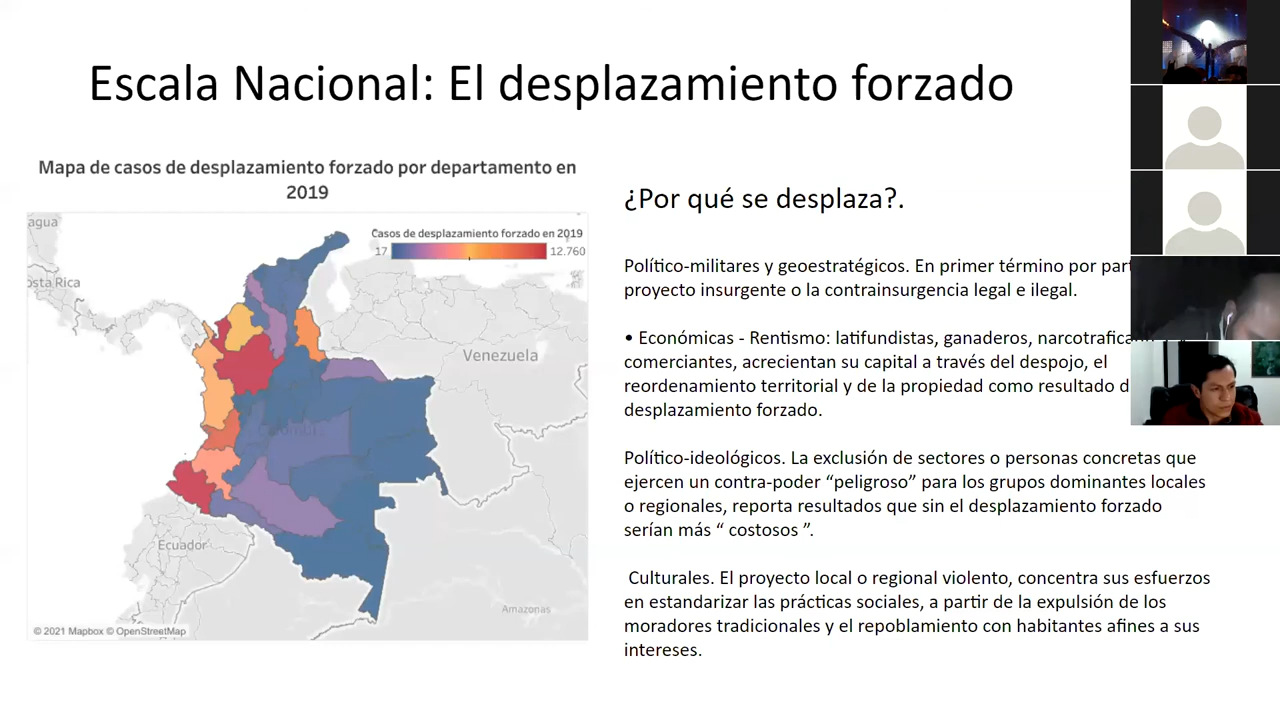 Escala Nacional: El desplazamiento forzado
Mapa de casos de desplazamiento forzado por departamento en
2019
agua
osta Rica
Casos de desplazamiento forzado en 2019
17
12.760
Venezuela
Ecuador
Amazonas
© 2021 Mapbox © OpenStreetMap
¿Por qué se desplaza?.
Político-militares y geoestratégicos. En primer término por part
proyecto insurgente o la contrainsurgencia legal e ilegal.
• Económicas - Rentismo: latifundistas, ganaderos,
comerciantes, acrecientan su capital a través del despojo, el
reordenamiento territorial y de la propiedad como resultado d
desplazamiento forzado.
Político-ideológicos. La exclusión de sectores o personas concretas que
ejercen un contra-poder “peligroso” para los grupos dominantes locales
o regionales, reporta resultados que sin el desplazamiento forzado
serían más “ costosos ”.
Culturales. El proyecto local o regional violento, concentra sus esfuerzos
en estandarizar las prácticas sociales, a partir de la expulsión de los
moradores tradicionales y el repoblamiento con habitantes afines a sus
intereses.